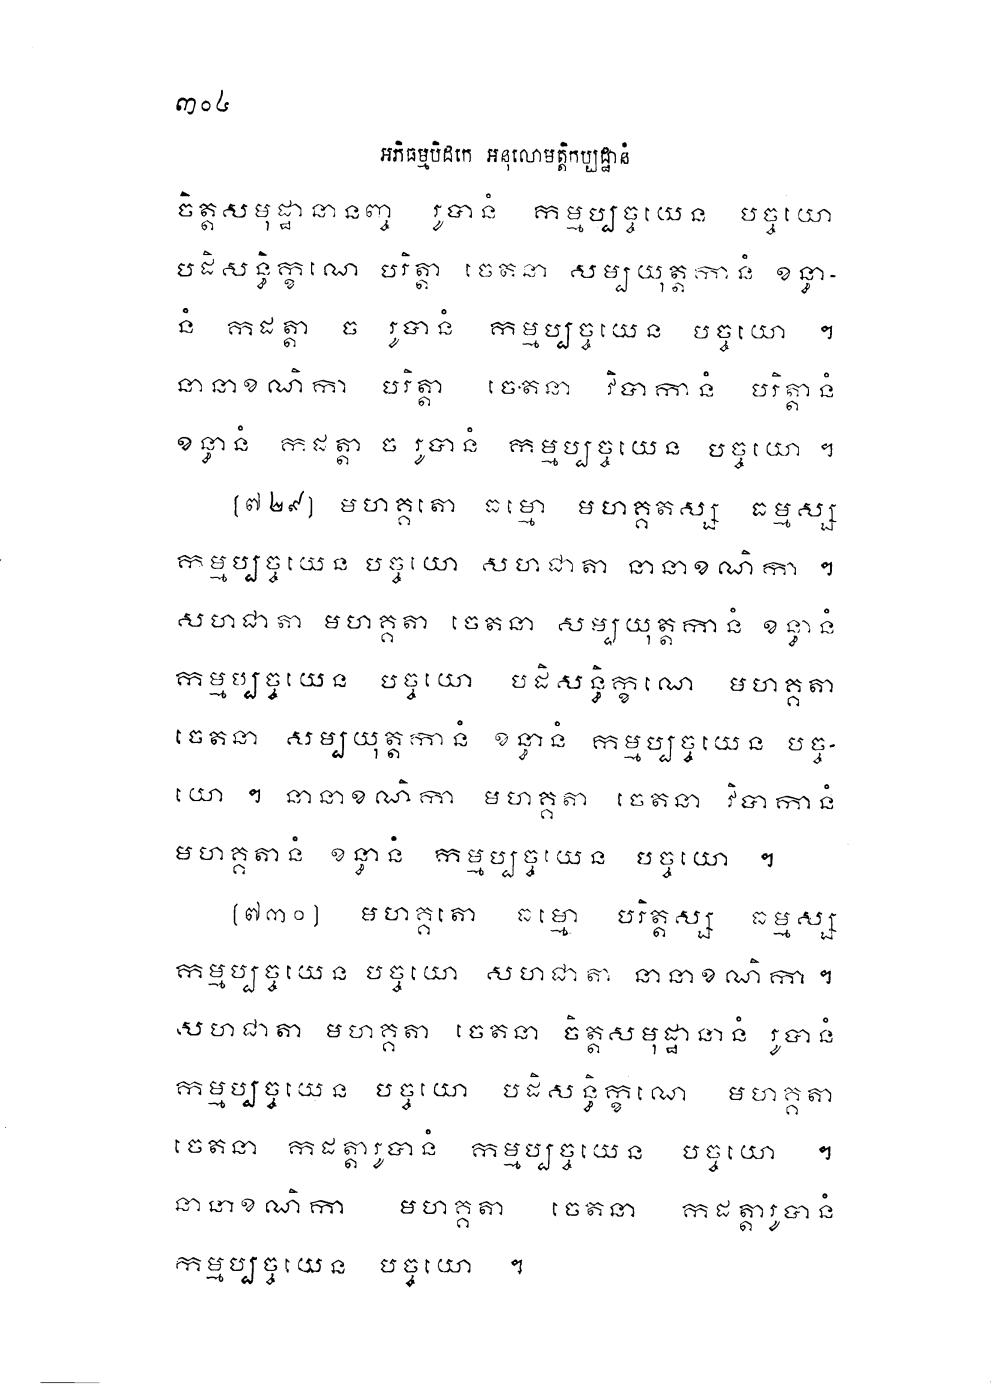 ៣០៤
អភិធម្មបិដកេ អនុលោមត្តិកប្បដ្ឋានំ
ចិត្តសមុដ្ឋានានញ្ច រូបានំ កម្មប្បច្ចយេន បច្ចយោ
បដិសន្ធិក្ខណេ បរិត្តា ចេតនា សម្បយុត្តកានំ ខន្ធា-
នំ កដត្តា ច រូបានំ កម្មប្បច្ចយេន បច្ចយោ ។
នានាខណិកា បរិត្តា ចេតនា វិបាកានំ បរិត្តានំ
ខន្ធានំ កដត្តា ច រូបានំ កម្មប្បច្ចយេន បច្ចយោ ។
[៧២៩] មហគ្គតោ ធម្មោ មហគ្គតស្ស ធម្មស្ស
កម្មប្បច្ចយេន បច្ចយោ សហជាតា នានាខណិកា ។
សហជាតា មហគ្គតា ចេតនា សម្បយុត្តកានំ ខន្ធានំ
កម្មប្បច្ចយេន បច្ចយោ បដិសន្ធិក្ខណេ មហគ្គតា
ចេតនា សម្បយុត្តកានំ ខន្ធានំ កម្មប្បច្ចយេន បច្ច-
យោ ។ នានាខណិកា មហគ្គតា ចេតនា វិបាកានំ
មហគ្គតានំ ខន្ធានំ កម្មប្បច្ចយេន បច្ចយោ ។
[៧៣០] មហគ្គតោ ធម្មោ បរិត្តស្ស ធម្មស្ស
កម្មប្បច្ចយេន បច្ចយោ សហជាតា នានាខណិកា ។
សហជាតា មហគ្គតា ចេតនា ចិត្តសមុដ្ឋានានំ រូបានំ
កម្មប្បច្ចយេន បច្ចយោ បដិសន្ធិក្ខណេ មហគ្គតា
ចេតនា កដត្តារូបានំ កម្មប្បច្ចយេន បច្ចយោ ។
នានាខណិកា មហគ្គតា ចេតនា កដត្តារូបានំ
កម្មប្បច្ចយេន បច្ចយោ ។